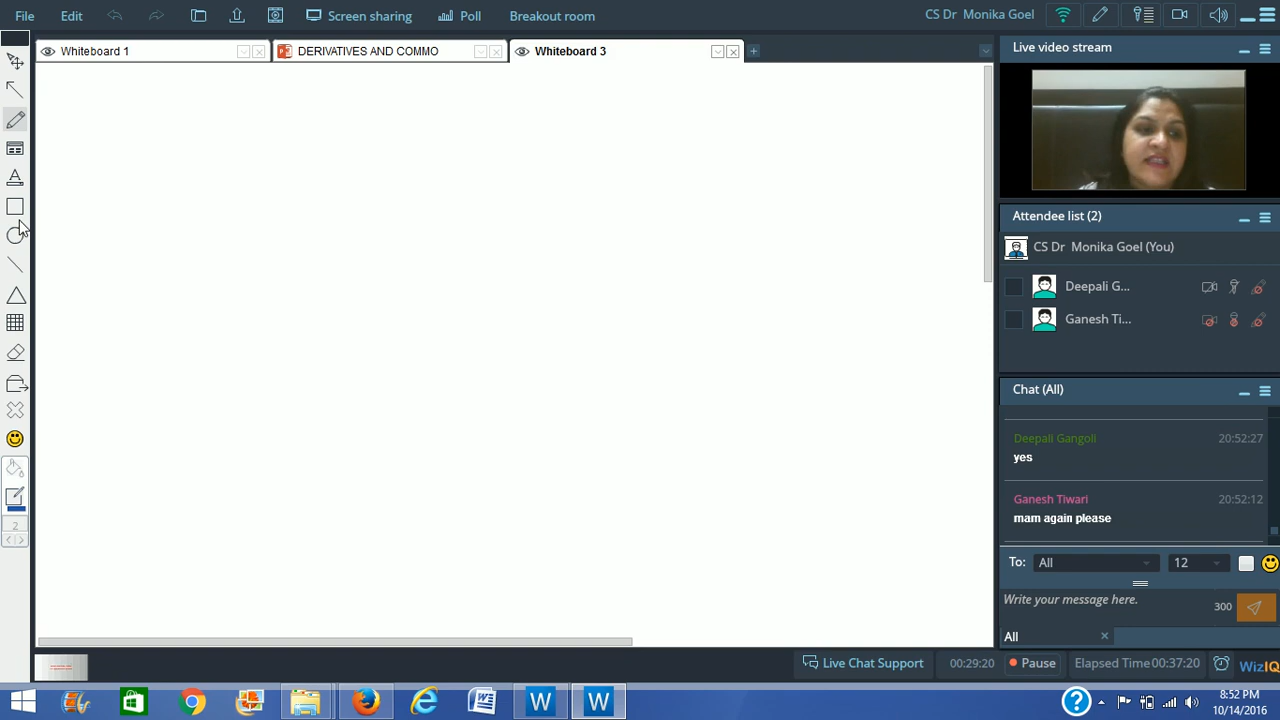 File Edit Screen sharing Poll Breakout room CS Dr Monika Goel
Whiteboard 1 DERIVATIVES AND COMMO Whiteboard 3 +
Live video stream
Attendee list (2)
CS Dr Monika Goel (You)
Deepali G...
Ganesh Ti...
Chat (All)
Deepali Gangoli 20:52:27
yes
Ganesh Tiwari 20:52:12
mam again please
2
To: All 12
Write your message here. 300
All
Live Chat Support 00:29:20 Pause Elapsed Time 00:37:20 WizIQ
8:52 PM
10/14/2016